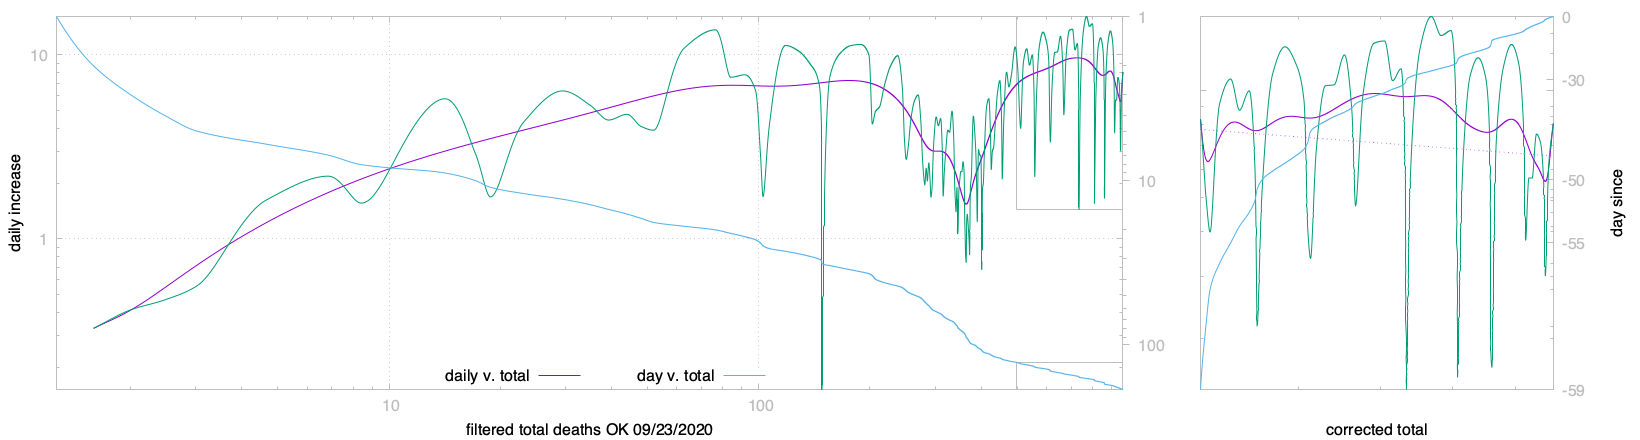 10
1
daily increase
1
10
100
daily v. total
day v. total
10
100
filtered total deaths OK 09/23/2020
0
-30
-50
-55
-59
day since
corrected total